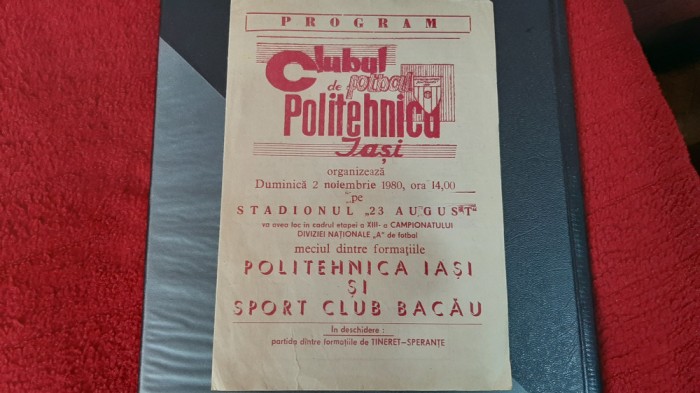 PROGRAM
Clubul
de fotbal
Politehnica
Iași
organizează
Duminică 2 noiembrie 1980, ora 14,00
pe
STADIONUL „23 AUGUST"
va avea loc în cadrul etapei a XIII-a CAMPIONATULUI
DIVIZIEI NAȚIONALE „A" de fotbal
meciul dintre formațiile
POLITEHNICA IAȘI
ȘI
SPORT CLUB BACĂU
În deschidere :
partida dintre formațiile de TINERET-SPERANȚE